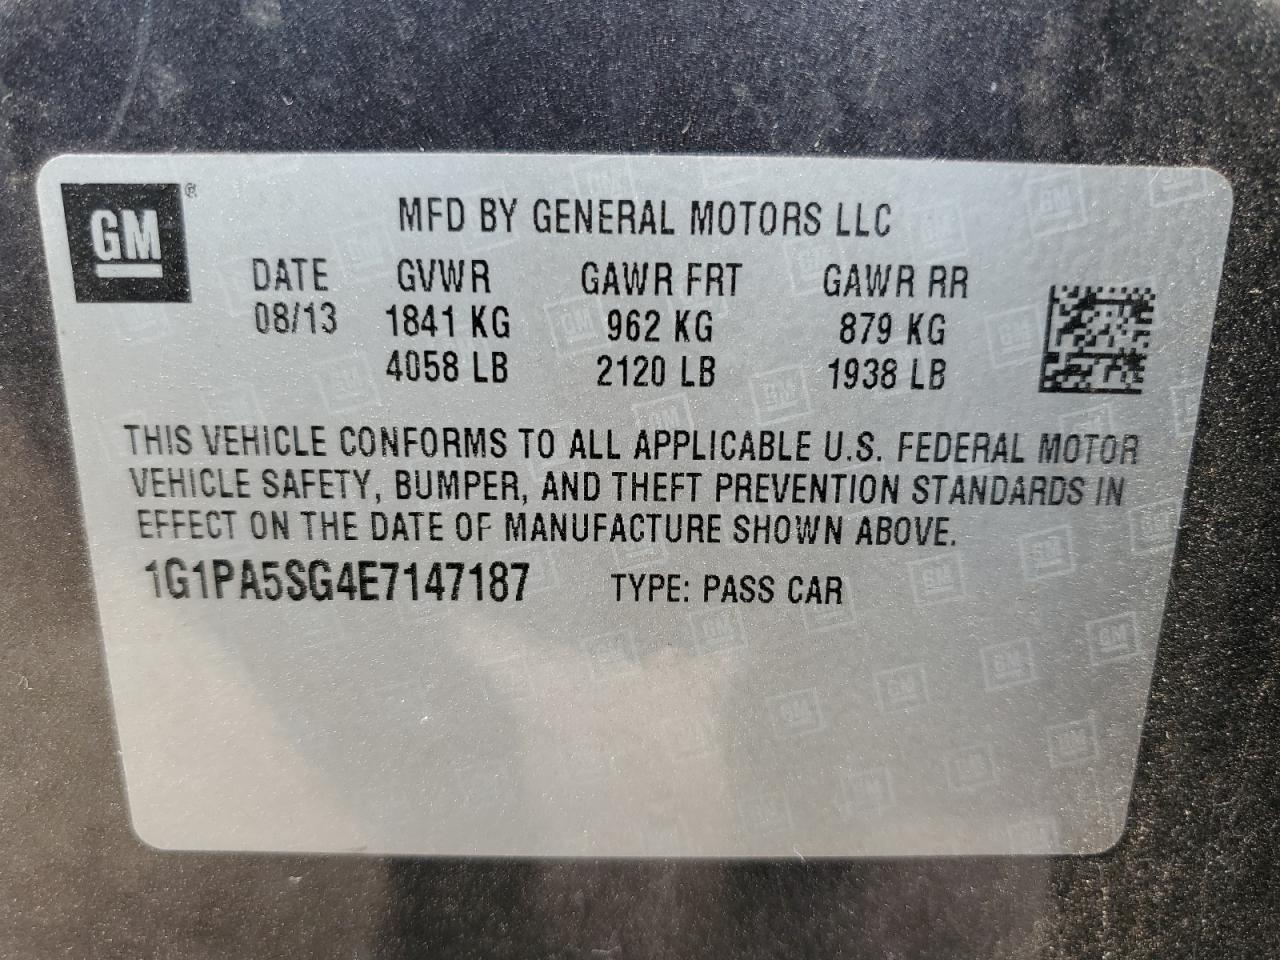 GM ®
MFD BY GENERAL MOTORS LLC
DATE GVWR GAWR FRT GAWR RR
08/13 1841 KG 962 KG 879 KG
4058 LB 2120 LB 1938 LB
THIS VEHICLE CONFORMS TO ALL APPLICABLE U.S. FEDERAL MOTOR
VEHICLE SAFETY, BUMPER, AND THEFT PREVENTION STANDARDS IN
EFFECT ON THE DATE OF MANUFACTURE SHOWN ABOVE.
1G1PA5SG4E7147187 TYPE: PASS CAR